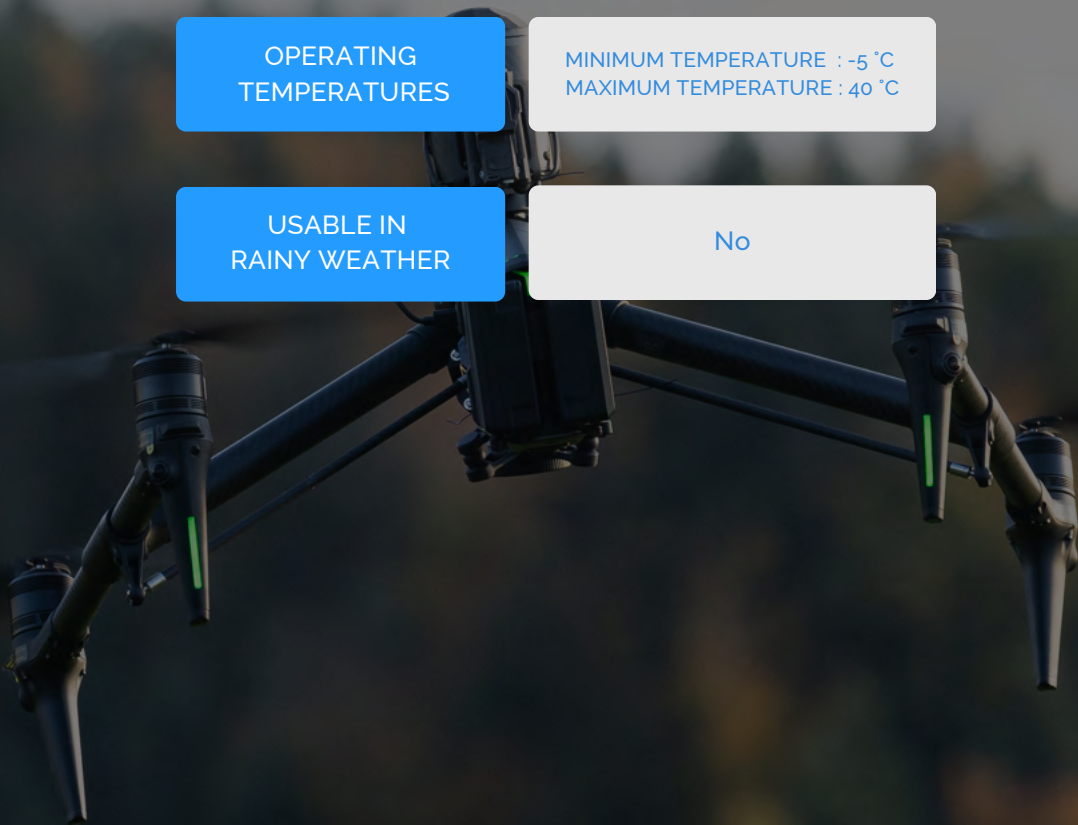 OPERATING
TEMPERATURES
MINIMUM TEMPERATURE : -5 °C
MAXIMUM TEMPERATURE : 40 °C
USABLE IN
RAINY WEATHER
No